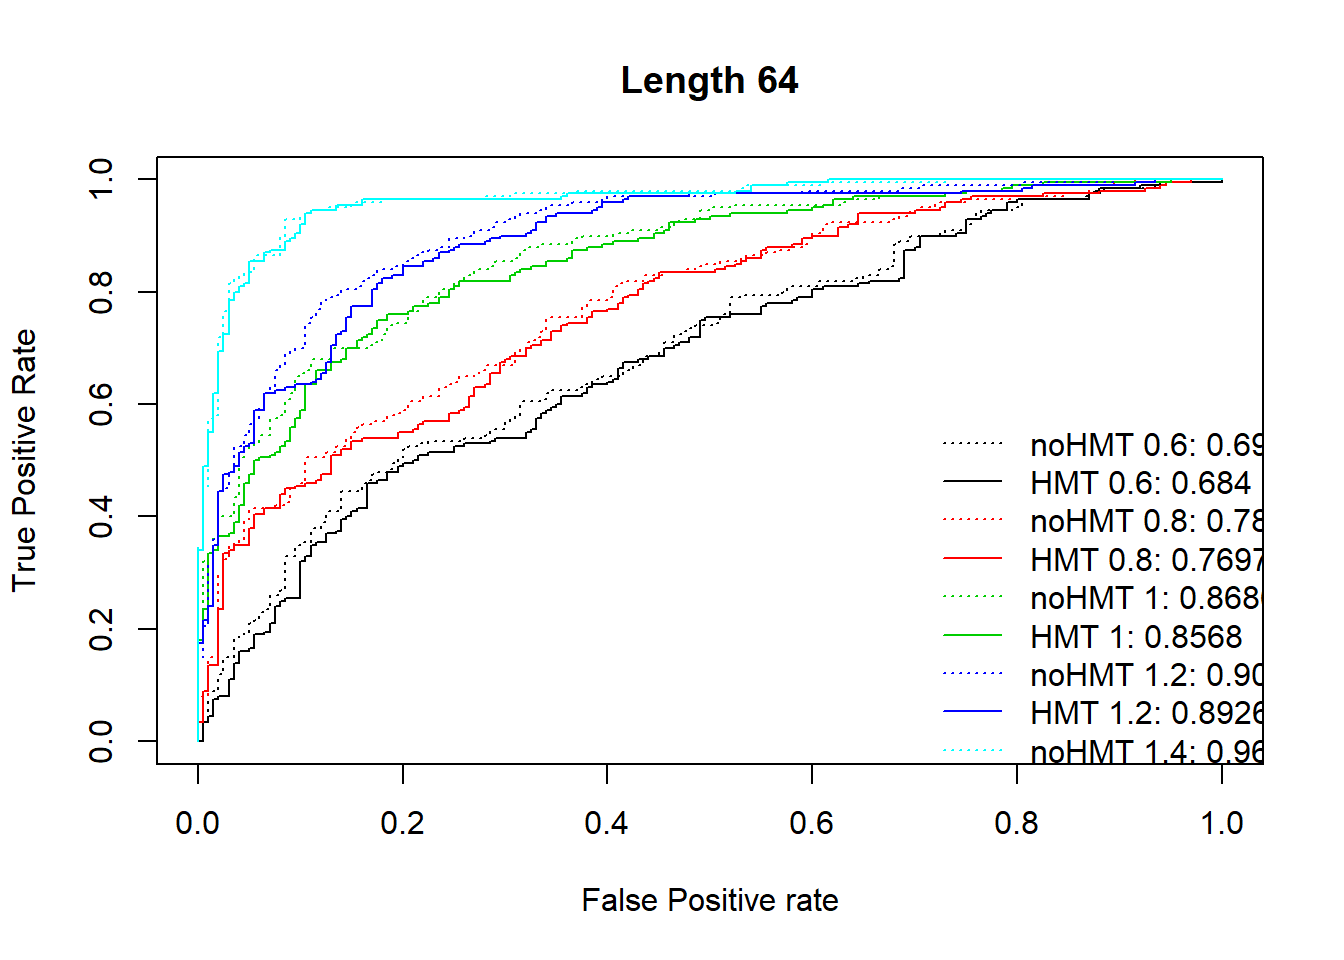 Length 64
True Positive Rate
1.0
0.8
0.6
0.4
0.2
0.0
noHMT 0.6: 0.69
HMT 0.6: 0.684
noHMT 0.8: 0.78
HMT 0.8: 0.7697
noHMT 1: 0.868
HMT 1: 0.8568
noHMT 1.2: 0.90
HMT 1.2: 0.8926
noHMT 1.4: 0.96
0.0 0.2 0.4 0.6 0.8 1.0
False Positive rate